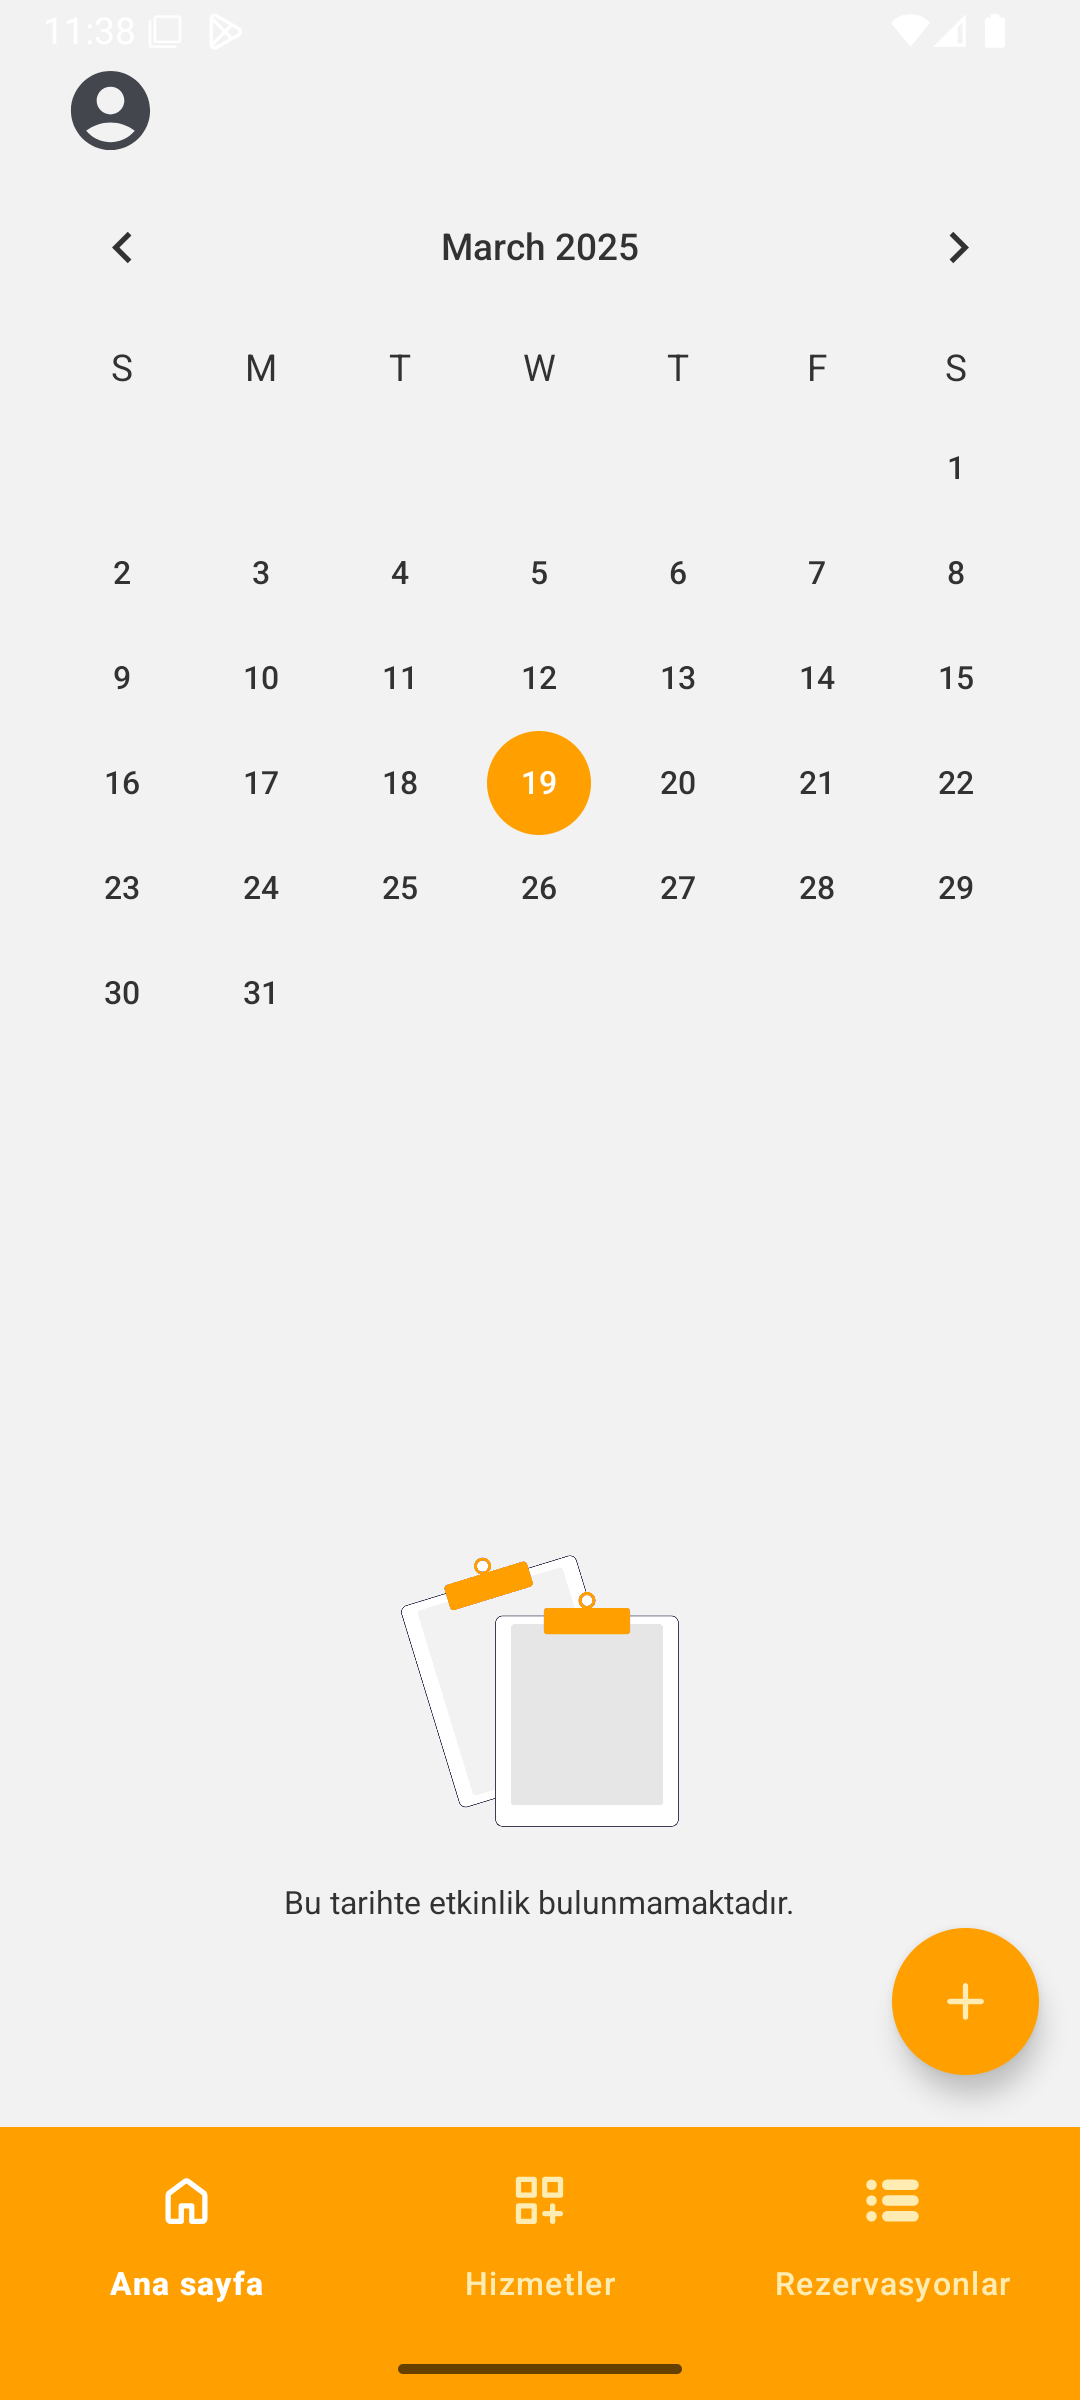 11:38
March 2025
S M T W T F S
1
2 3 4 5 6 7 8
9 10 11 12 13 14 15
16 17 18 19 20 21 22
23 24 25 26 27 28 29
30 31
Bu tarihte etkinlik bulunmamaktadır.
Ana sayfa Hizmetler Rezervasyonlar